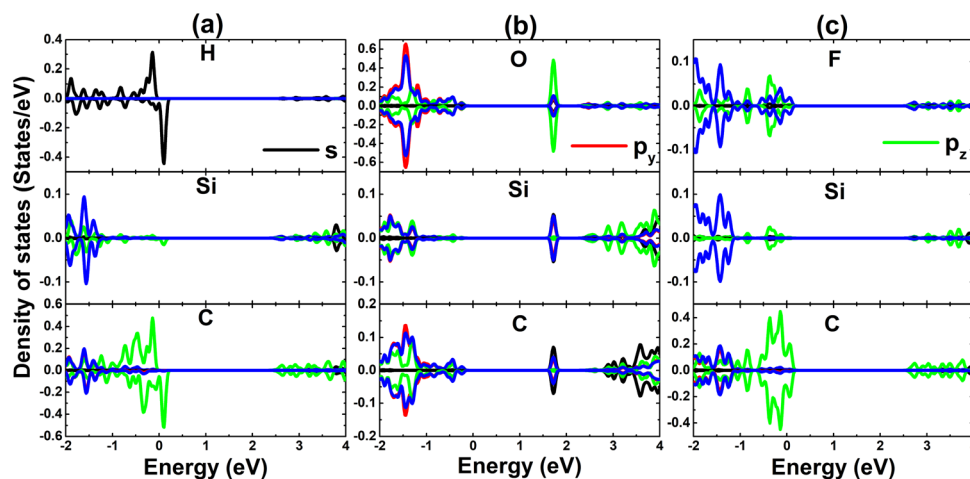 (a) (b) (c)
Density of states (States/eV)
0.4 H
0.2
0.0
-0.2
-0.4 s
0.6 O
0.4
0.2
0.0
-0.2
-0.4
-0.6 py
0.1 F
0.0
-0.1 pz
0.1 Si
0.0
-0.1
0.1 Si
0.0
-0.1
0.1 Si
0.0
-0.1
0.6 C
0.4
0.2
0.0
-0.2
-0.4
-0.6
0.2 C
0.1
0.0
0.1
0.2
0.4 C
0.2
0.0
-0.2
-0.4
-2 -1 0 1 2 3 4
-2 -1 0 1 2 3 4
-2 -1 0 1 2 3
Energy (eV) Energy (eV) Energy (eV)